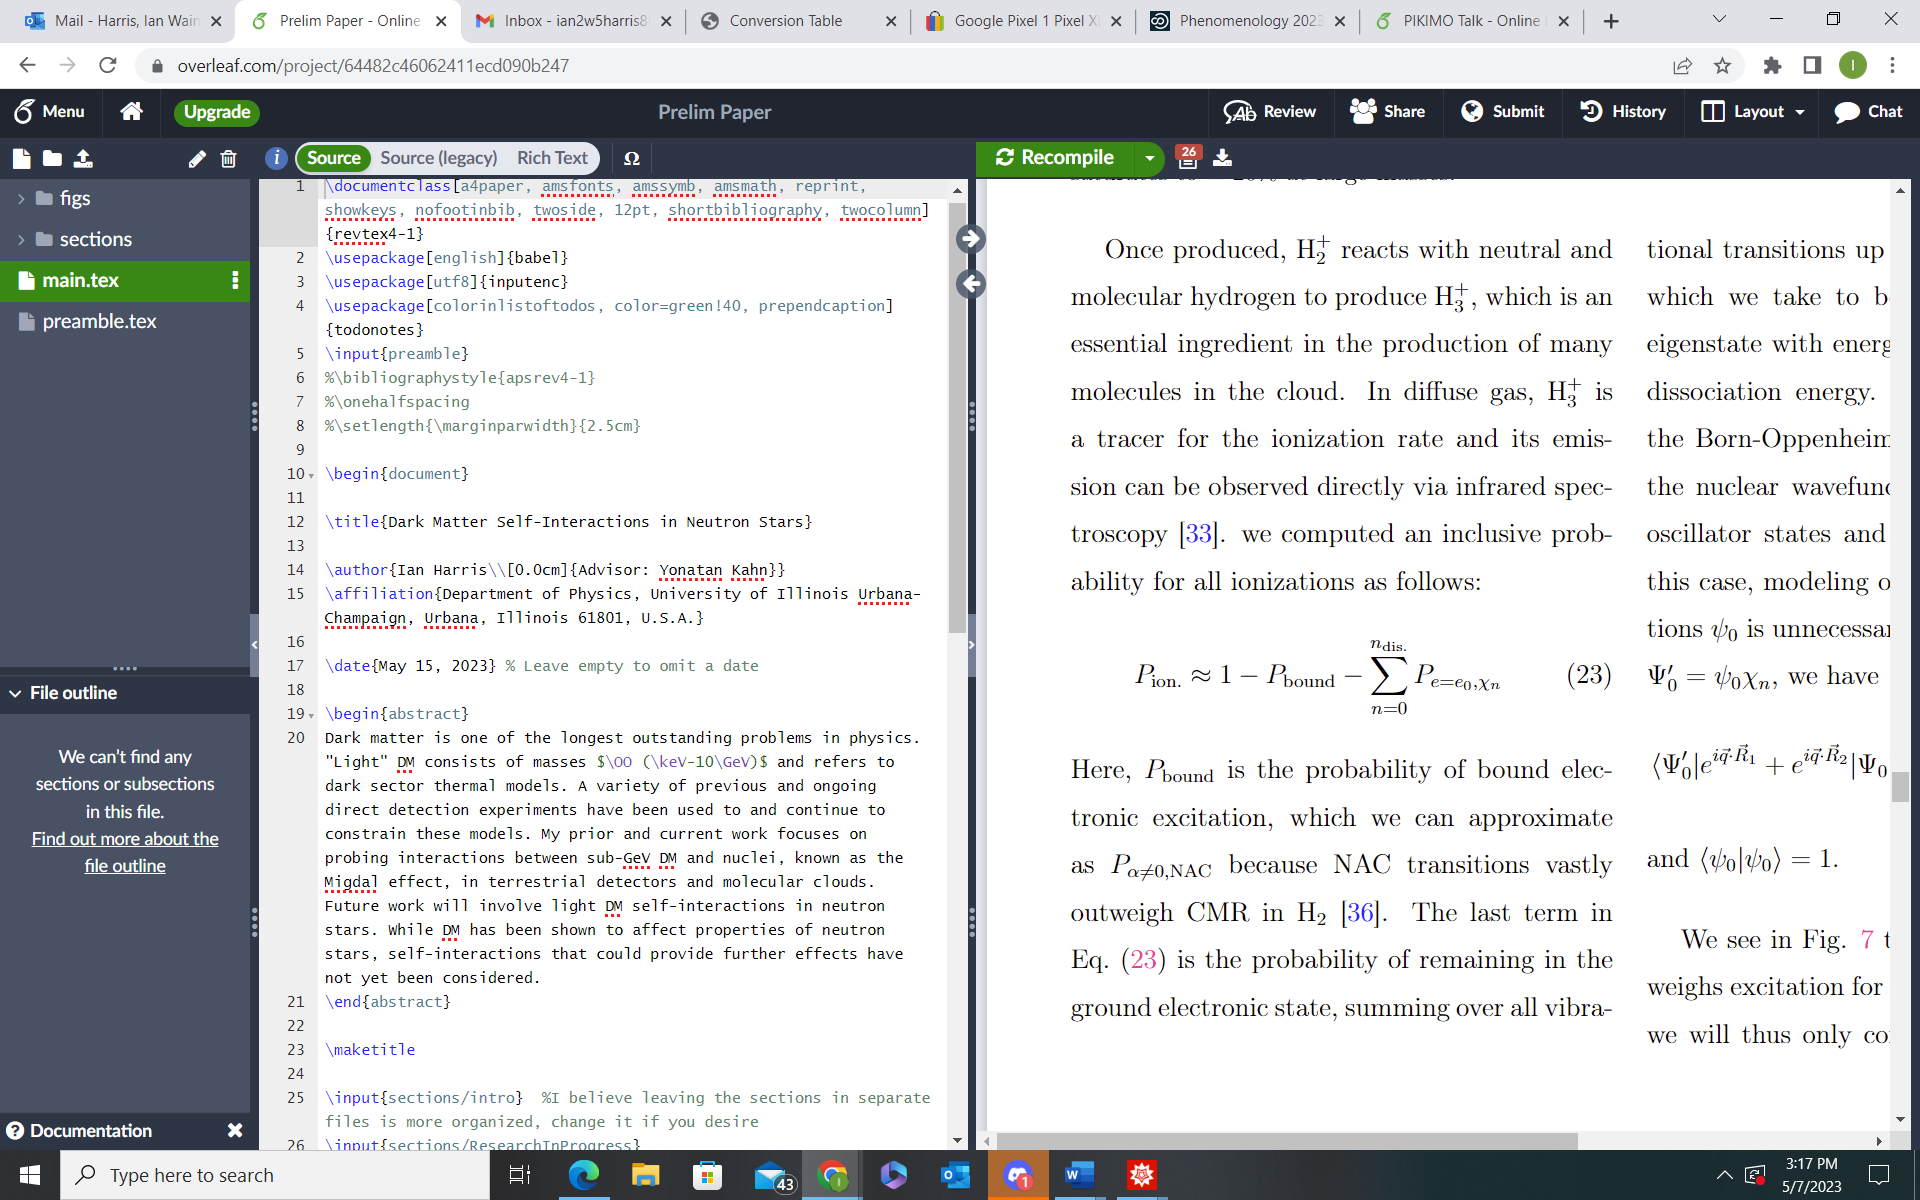 Mail - Harris, Ian Wain
Prelim Paper - Online
Inbox - ian2w5harris8
Conversion Table
Google Pixel 1 Pixel X
Phenomenology 2023
PIKIMO Talk - Online
overleaf.com/project/64482c46062411ecd090b247
I
Menu
Upgrade
Prelim Paper
Review
Share
Submit
History
Layout
Chat
Source
Source (legacy)
Rich Text
Ω
Recompile
26
figs
sections
main.tex
preamble.tex
File outline
We can't find any
sections or subsections
in this file.
Find out more about the
file outline
Documentation
1 \documentclass[a4paper, amsfonts, amssymb, amsmath, reprint,
showkeys, nofootinbib, twoside, 12pt, shortbibliography, twocolumn]
{revtex4-1}
2 \usepackage[english]{babel}
3 \usepackage[utf8]{inputenc}
4 \usepackage[colorinlistoftodos, color=green!40, prependcaption]
{todonotes}
5 \input{preamble}
6 %\bibliographystyle{apsrev4-1}
7 %\onehalfspacing
8 %\setlength{\marginparwidth}{2.5cm}
9
10 \begin{document}
11
12 \title{Dark Matter Self-Interactions in Neutron Stars}
13
14 \author{Ian Harris\\[0.0cm]{Advisor: Yonatan Kahn}}
15 \affiliation{Department of Physics, University of Illinois Urbana-
Champaign, Urbana, Illinois 61801, U.S.A.}
16
17 \date{May 15, 2023} % Leave empty to omit a date
18
19 \begin{abstract}
20 Dark matter is one of the longest outstanding problems in physics.
"Light" DM consists of masses $\OO (\keV-10\GeV)$ and refers to
dark sector thermal models. A variety of previous and ongoing
direct detection experiments have been used to and continue to
constrain these models. My prior and current work focuses on
probing interactions between sub-GeV DM and nuclei, known as the
Migdal effect, in terrestrial detectors and molecular clouds.
Future work will involve light DM self-interactions in neutron
stars. While DM has been shown to affect properties of neutron
stars, self-interactions that could provide further effects have
not yet been considered.
21 \end{abstract}
22
23 \maketitle
24
25 \input{sections/intro} %I believe leaving the sections in separate
files is more organized, change it if you desire
26 \input{sections/ResearchInProgress}
Once produced, H₂⁺ reacts with neutral and
molecular hydrogen to produce H₃⁺, which is an
essential ingredient in the production of many
molecules in the cloud. In diffuse gas, H₃⁺ is
a tracer for the ionization rate and its emis-
sion can be observed directly via infrared spec-
troscopy [33]. we computed an inclusive prob-
ability for all ionizations as follows:
P_ion. ≈ 1 − P_bound − ∑_{n=0}^{n_dis.} P_{e=e₀,χₙ} (23)
Here, P_bound is the probability of bound elec-
tronic excitation, which we can approximate
as P_{α≠0,NAC} because NAC transitions vastly
outweigh CMR in H₂ [36]. The last term in
Eq. (23) is the probability of remaining in the
ground electronic state, summing over all vibra-
tional transitions up
which we take to b
eigenstate with energ
dissociation energy.
the Born-Oppenheim
the nuclear wavefunc
oscillator states and
this case, modeling o
tions ψ₀ is unnecessar
Ψ′₀ = ψ₀χₙ, we have
⟨Ψ′₀|e^{iq⃗·R⃗₁} + e^{iq⃗·R⃗₂}|Ψ₀
and ⟨ψ₀|ψ₀⟩ = 1.
We see in Fig. 7 t
weighs excitation for
we will thus only co
Type here to search
43
1
3:17 PM
5/7/2023